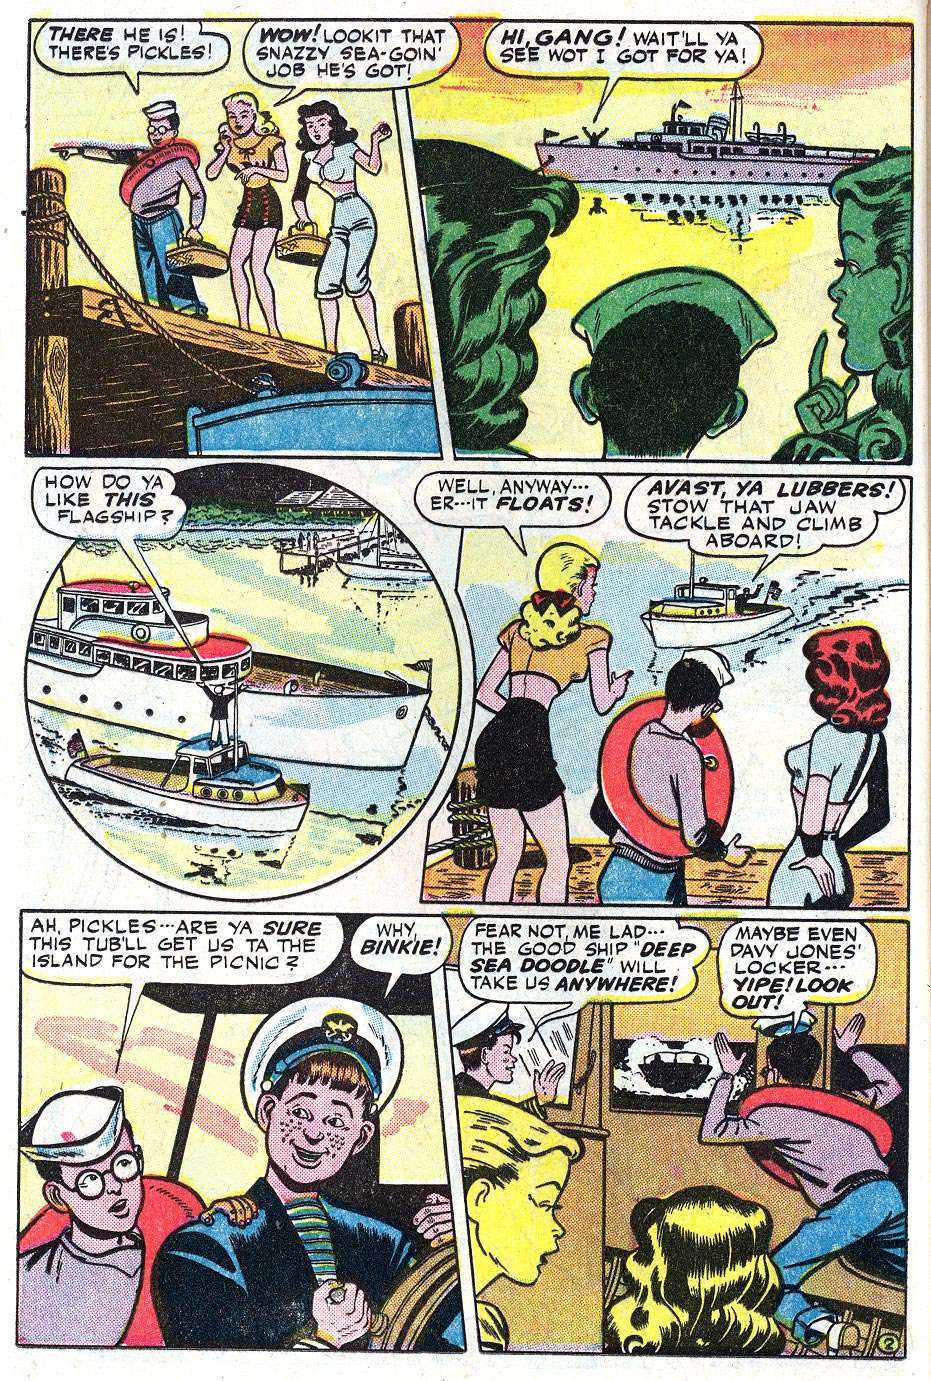 THERE HE IS!
THERE'S PICKLES!
WOW! LOOKIT THAT
SNAZZY SEA-GOIN'
JOB HE'S GOT!
HI, GANG! WAIT'LL YA
SEE WOT I GOT FOR YA!
HOW DO YA
LIKE THIS
FLAGSHIP?
WELL, ANYWAY---
ER---IT FLOATS!
AVAST, YA LUBBERS!
STOW THAT JAW
TACKLE AND CLIMB
ABOARD!
AH, PICKLES---ARE YA SURE
THIS TUB'LL GET US TA THE
ISLAND FOR THE PICNIC?
WHY,
BINKIE!
FEAR NOT, ME LAD---
THE GOOD SHIP "DEEP
SEA DOODLE" WILL
TAKE US ANYWHERE!
MAYBE EVEN
DAVY JONES'
LOCKER---
YIPE! LOOK
OUT!
2